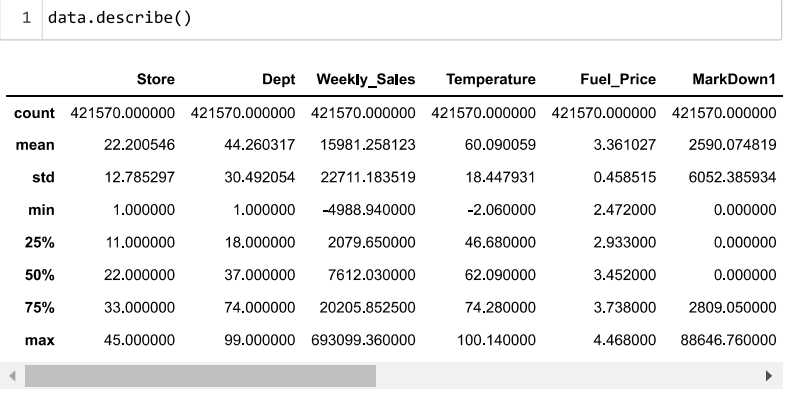 1 data.describe()
Store Dept Weekly_Sales Temperature Fuel_Price MarkDown1
count 421570.000000 421570.000000 421570.000000 421570.000000 421570.000000 421570.000000
mean 22.200546 44.260317 15981.258123 60.090059 3.361027 2590.074819
std 12.785297 30.492054 22711.183519 18.447931 0.458515 6052.385934
min 1.000000 1.000000 -4988.940000 -2.060000 2.472000 0.000000
25% 11.000000 18.000000 2079.650000 46.680000 2.933000 0.000000
50% 22.000000 37.000000 7612.030000 62.090000 3.452000 0.000000
75% 33.000000 74.000000 20205.852500 74.280000 3.738000 2809.050000
max 45.000000 99.000000 693099.360000 100.140000 4.468000 88646.760000